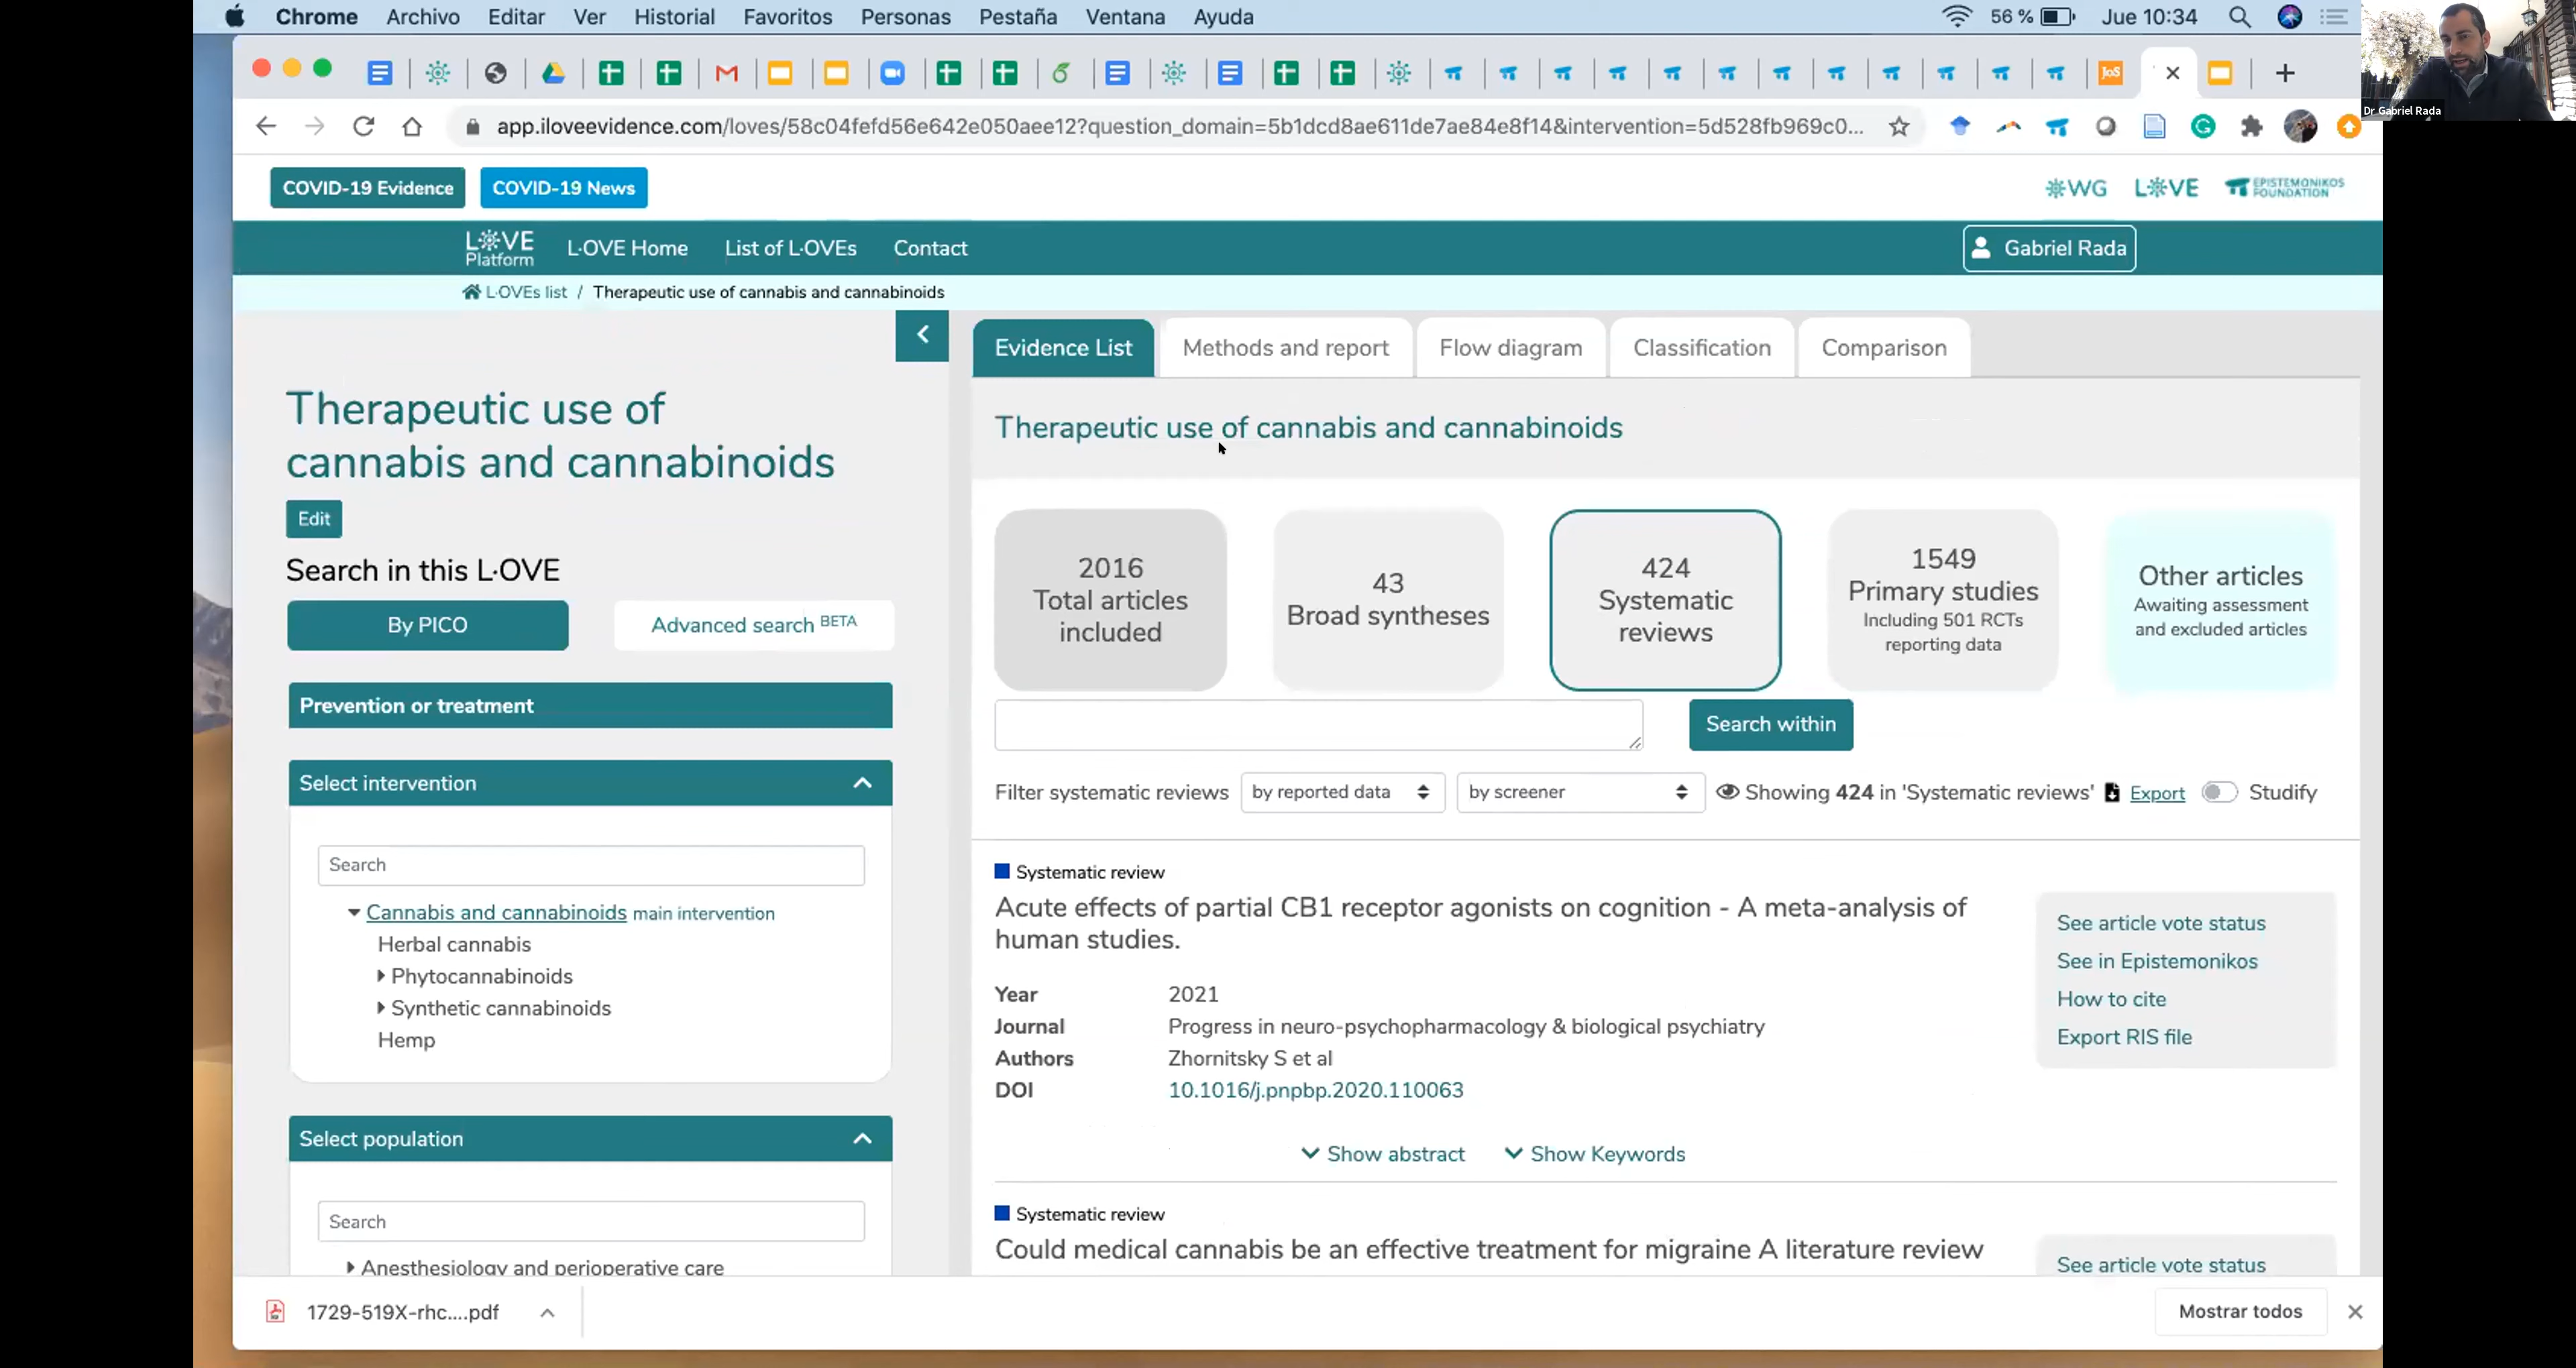 Chrome Archivo Editar Ver Historial Favoritos Personas Pestaña Ventana Ayuda 56 % Jue 10:34
Dr Gabriel Rada
JoS
app.iloveevidence.com/loves/58c04fefd56e642e050aee12?question_domain=5b1dcd8ae611de7ae84e8f14&intervention=5d528fb969c0...
COVID-19 Evidence COVID-19 News
WG L·OVE EPISTEMONIKOS FOUNDATION
L·OVE Platform L·OVE Home List of L·OVEs Contact Gabriel Rada
L·OVEs list / Therapeutic use of cannabis and cannabinoids
Therapeutic use of
cannabis and cannabinoids
Edit
Search in this L·OVE
By PICO Advanced search BETA
Prevention or treatment
Select intervention
Search
Cannabis and cannabinoids main intervention
Herbal cannabis
Phytocannabinoids
Synthetic cannabinoids
Hemp
Select population
Search
Anesthesiology and perioperative care
Evidence List Methods and report Flow diagram Classification Comparison
Therapeutic use of cannabis and cannabinoids
2016
Total articles
included
43
Broad syntheses
424
Systematic
reviews
1549
Primary studies
Including 501 RCTs
reporting data
Other articles
Awaiting assessment
and excluded articles
Search within
Filter systematic reviews by reported data by screener Showing 424 in 'Systematic reviews' Export Studify
Systematic review
Acute effects of partial CB1 receptor agonists on cognition - A meta-analysis of
human studies.
Year 2021
Journal Progress in neuro-psychopharmacology & biological psychiatry
Authors Zhornitsky S et al
DOI 10.1016/j.pnpbp.2020.110063
See article vote status
See in Epistemonikos
How to cite
Export RIS file
Show abstract Show Keywords
Systematic review
Could medical cannabis be an effective treatment for migraine A literature review
See article vote status
1729-519X-rhc....pdf Mostrar todos